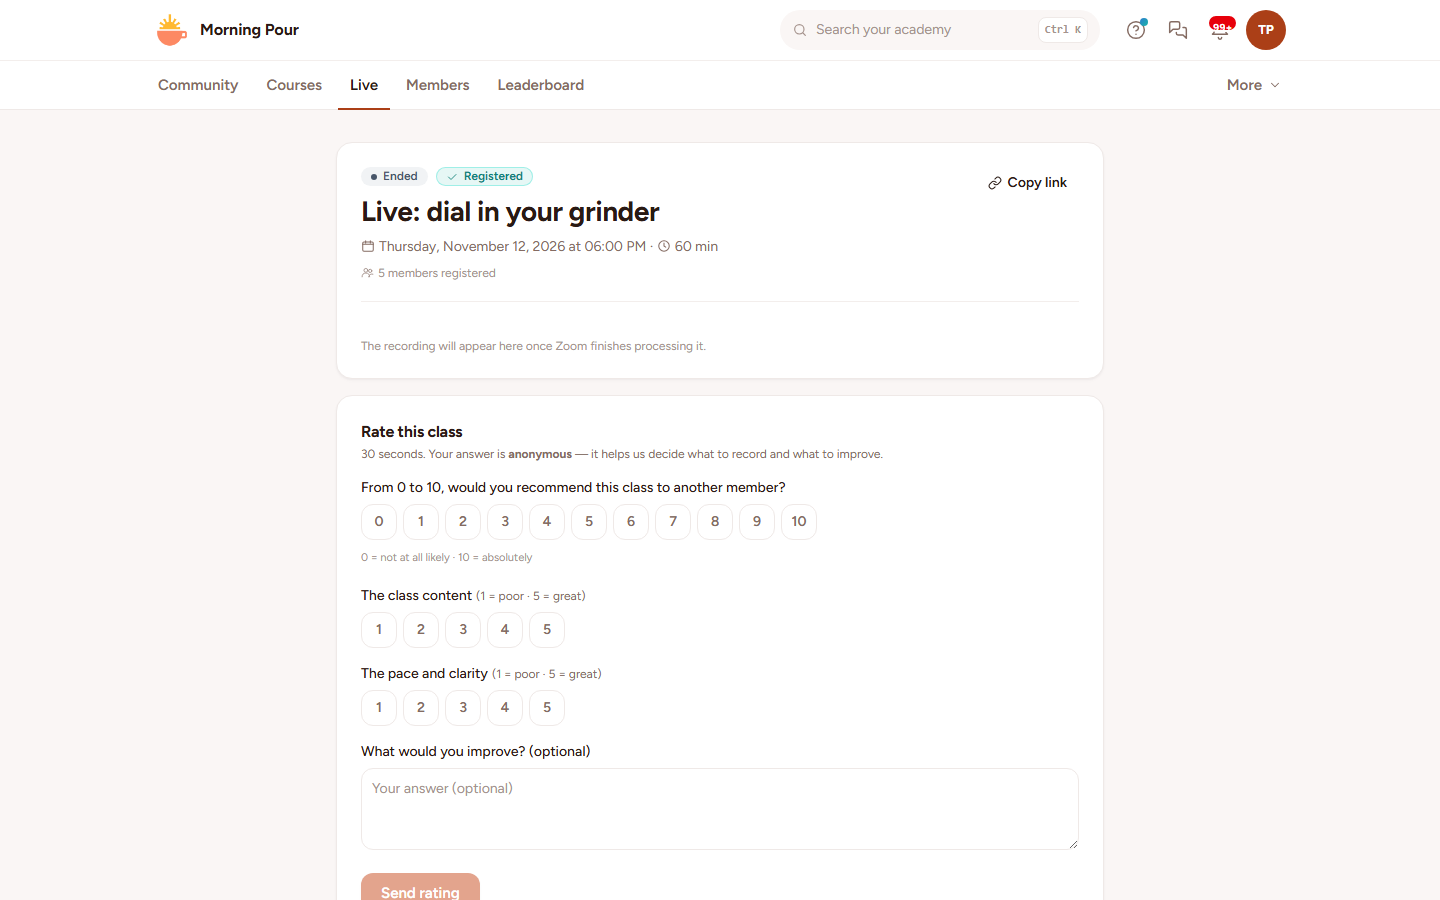 Morning Pour
Search your academy
Ctrl K
99+
TP
Community
Courses
Live
Members
Leaderboard
More
Ended
Registered
Copy link
Live: dial in your grinder
Thursday, November 12, 2026 at 06:00 PM · 60 min
5 members registered
The recording will appear here once Zoom finishes processing it.
Rate this class
30 seconds. Your answer is anonymous — it helps us decide what to record and what to improve.
From 0 to 10, would you recommend this class to another member?
0 1 2 3 4 5 6 7 8 9 10
0 = not at all likely · 10 = absolutely
The class content (1 = poor · 5 = great)
1 2 3 4 5
The pace and clarity (1 = poor · 5 = great)
1 2 3 4 5
What would you improve? (optional)
Your answer (optional)
Send rating